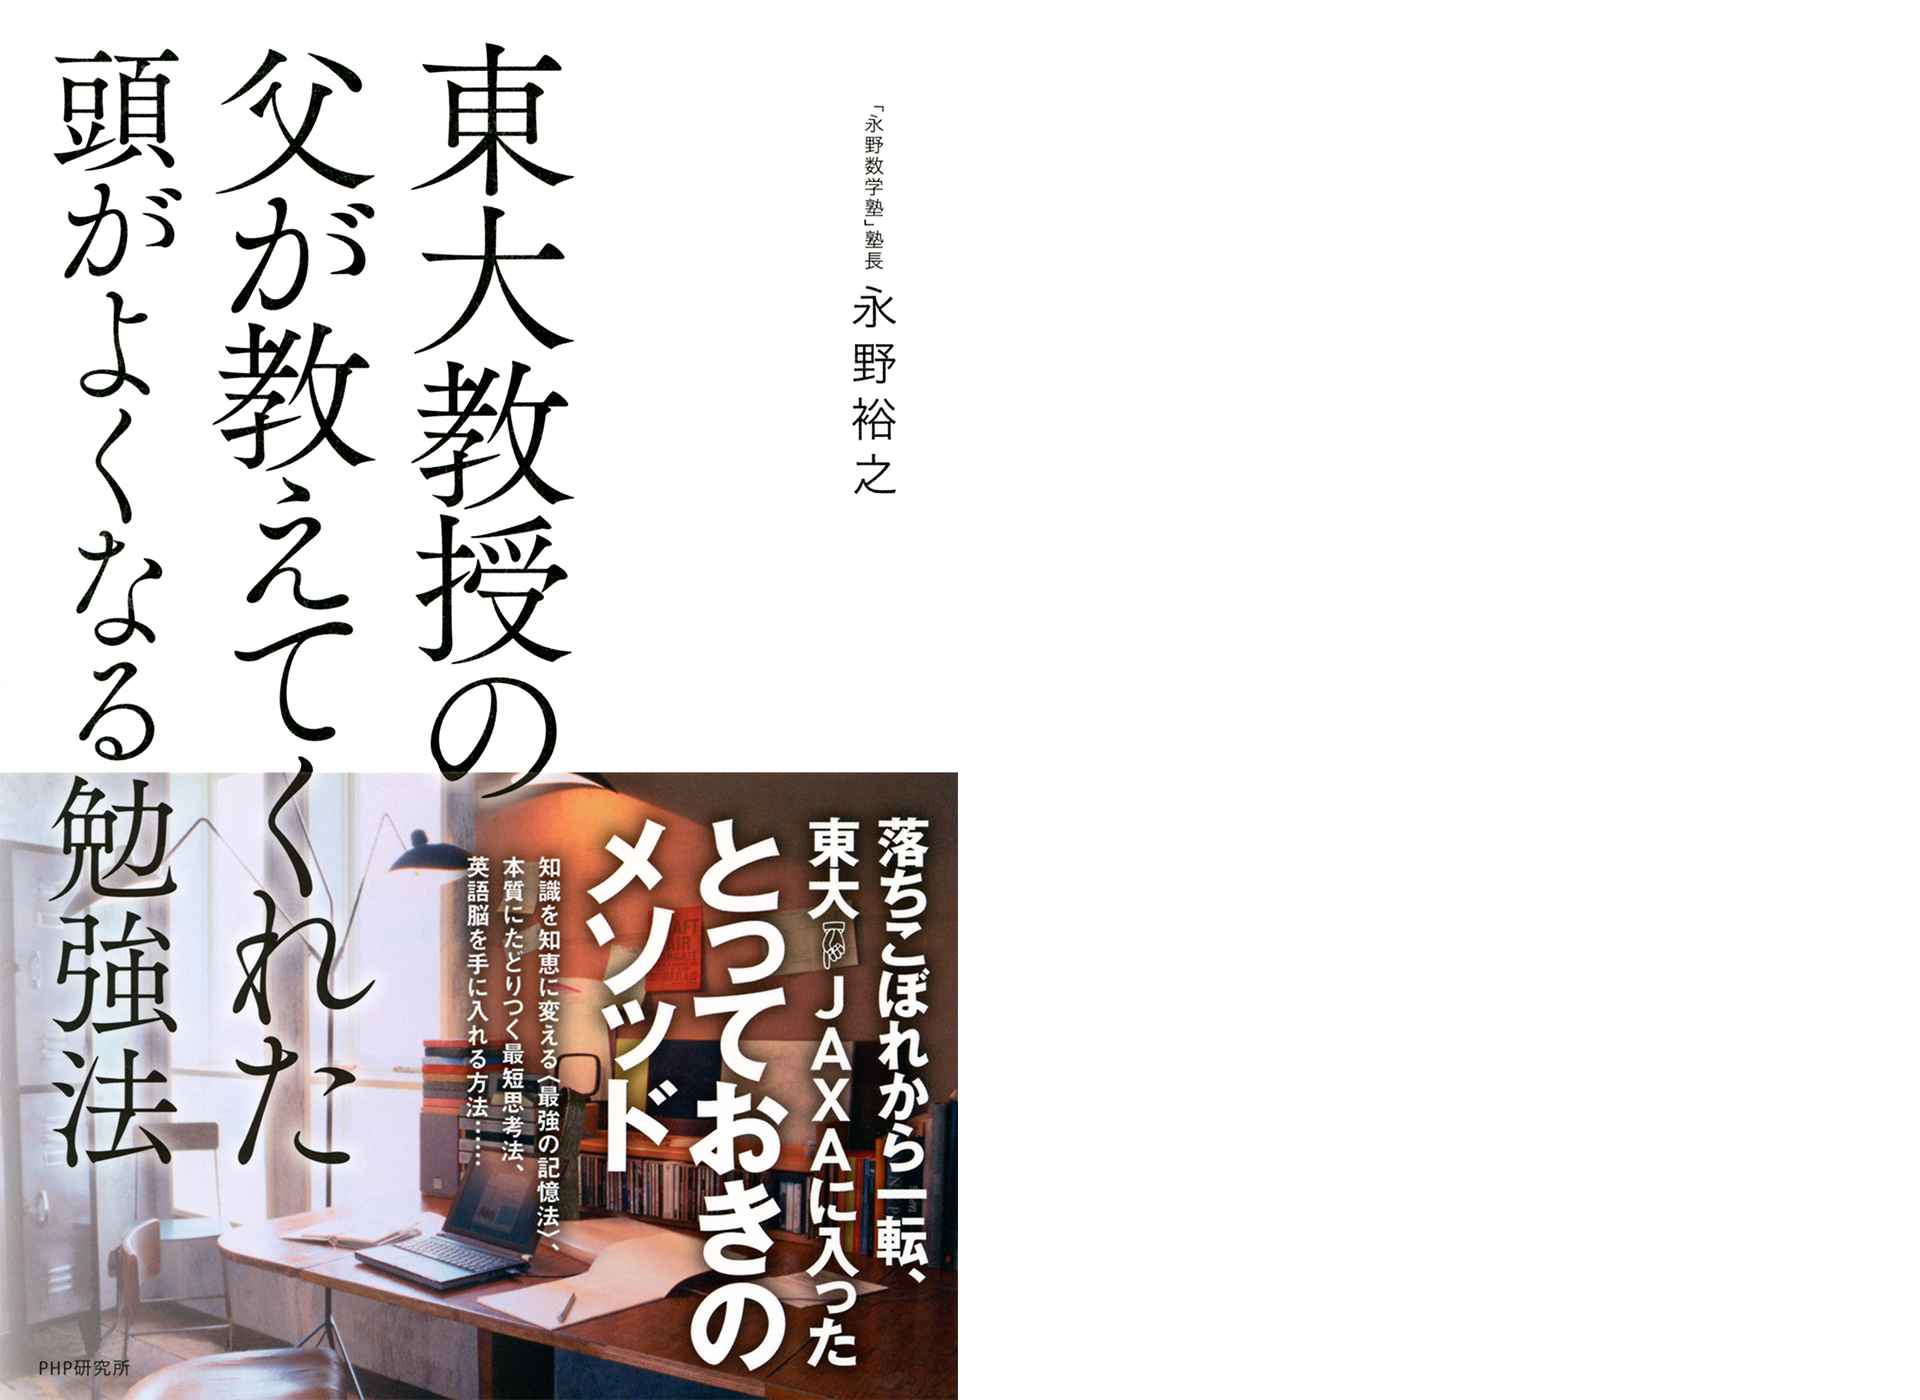 「永野数学塾」塾長 永野裕之
東大教授の
父が教えてくれた
頭がよくなる勉強法
落ちこぼれから一転、
東大☟JAXAに入った
とっておきの
メソッド
知識を知恵に変える〈最強の記憶法〉、
本質にたどりつく最短思考法、
英語脳を手に入れる方法……
PHP研究所